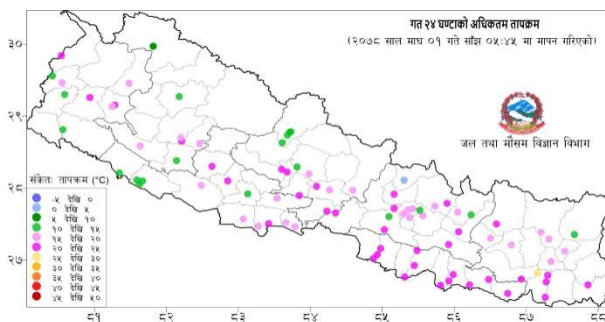 गत २४ घण्टाको अधिकतम तापक्रम
(२०७८ साल माघ ०१ गते साँझ ०५:४५ मा मापन गरिएको)
३०
२९
२८
२७
जल तथा मौसम विज्ञान विभाग
संकेतः तापक्रम (°C)
-५ देखि ०
० देखि ५
५ देखि १०
१० देखि १५
१५ देखि २०
२० देखि २५
२५ देखि ३०
३० देखि ३५
३५ देखि ४०
४० देखि ४५
४५ देखि ५०
८१ ८२ ८३ ८४ ८५ ८६ ८७ ८८